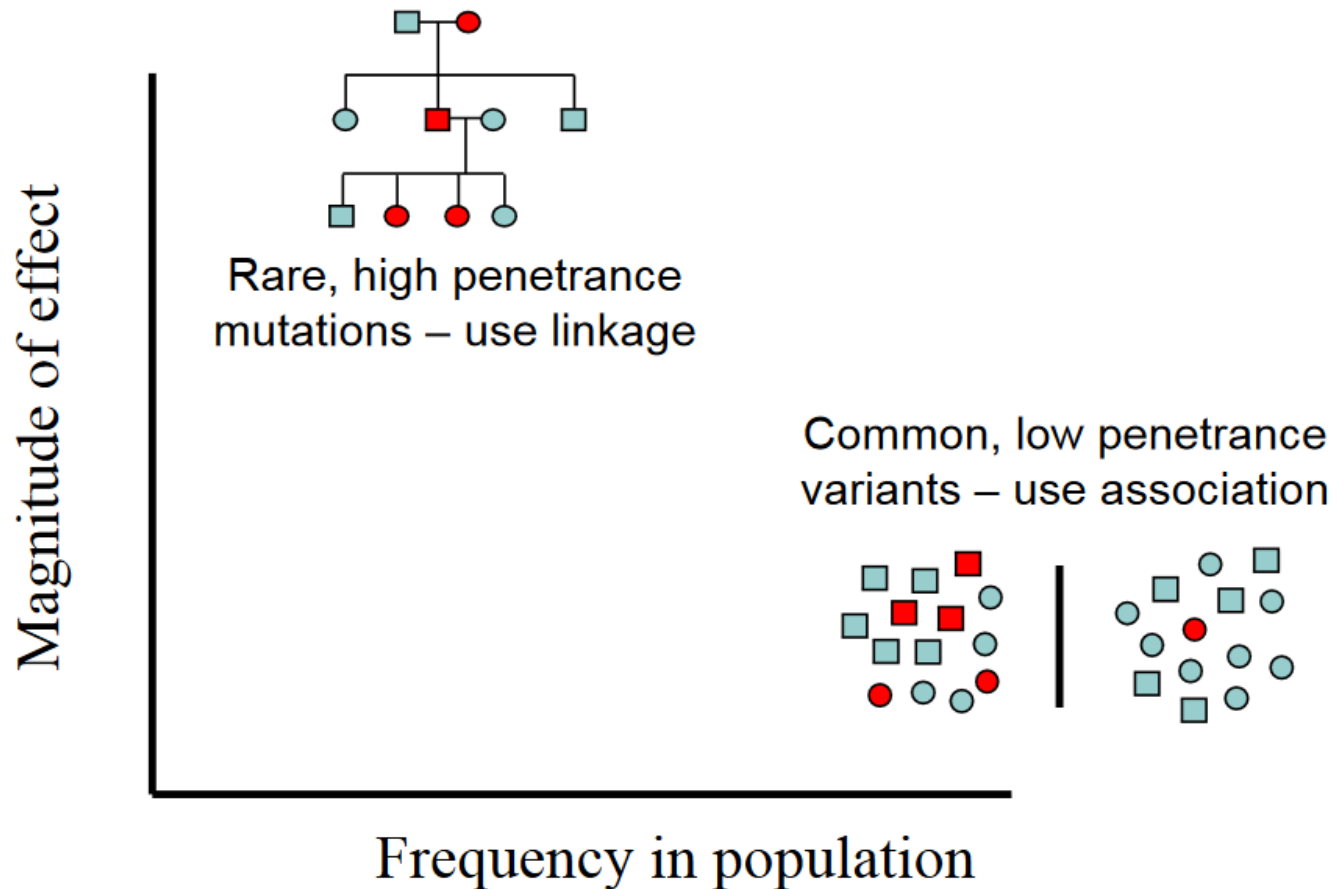 Magnitude of effect
Rare, high penetrance
mutations – use linkage
Common, low penetrance
variants – use association
Frequency in population